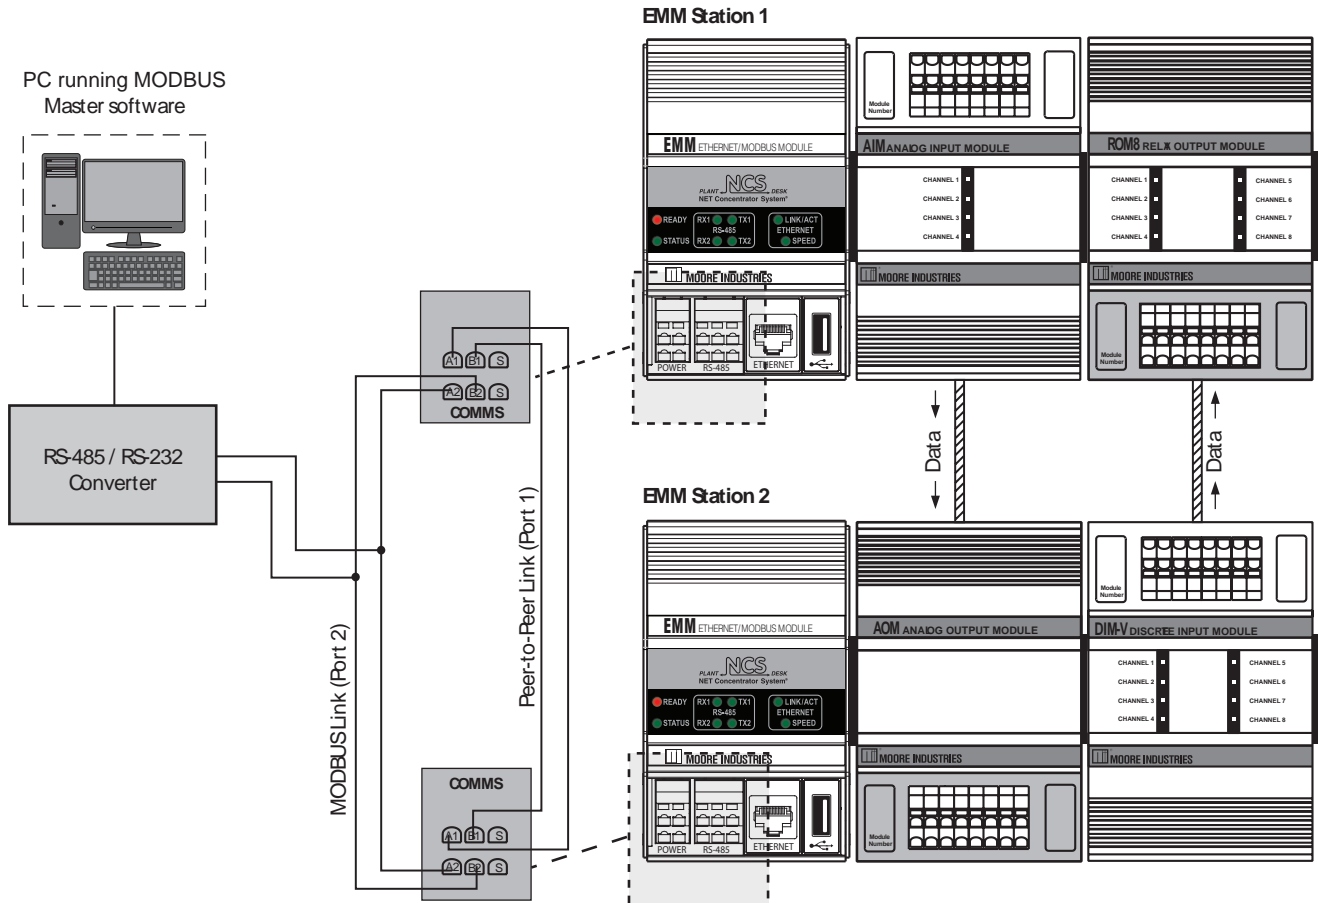 EMM Station 1
PC running MODBUS
Master software
Module
Number
EMM ETHERNET/MODBUS MODULE
AIM ANALOG INPUT MODULE
ROM8 RELAX OUTPUT MODULE
PLANT NCS DESK
NET Concentrator System®
READY
RX1
TX1
RS-485
STATUS
RX2
TX2
LINK/ACT
ETHERNET
SPEED
CHANNEL 1
CHANNEL 2
CHANNEL 3
CHANNEL 4
CHANNEL 1
CHANNEL 2
CHANNEL 3
CHANNEL 4
CHANNEL 5
CHANNEL 6
CHANNEL 7
CHANNEL 8
MOORE INDUSTRIES
MOORE INDUSTRIES
MOORE INDUSTRIES
POWER
RS-485
ETHERNET
Module
Number
A1 B1 S
A2 B2 S
COMMS
RS-485 / RS-232
Converter
Data
Data
Peer-to-Peer Link (Port 1)
MODBUS Link (Port 2)
EMM Station 2
Module
Number
EMM ETHERNET/MODBUS MODULE
AOM ANALOG OUTPUT MODULE
DIM-V DISCRETE INPUT MODULE
PLANT NCS DESK
NET Concentrator System®
READY
RX1
TX1
RS-485
STATUS
RX2
TX2
LINK/ACT
ETHERNET
SPEED
CHANNEL 1
CHANNEL 2
CHANNEL 3
CHANNEL 4
CHANNEL 5
CHANNEL 6
CHANNEL 7
CHANNEL 8
MOORE INDUSTRIES
MOORE INDUSTRIES
MOORE INDUSTRIES
COMMS
A1 B1 S
A2 B2 S
POWER
RS-485
ETHERNET
Module
Number